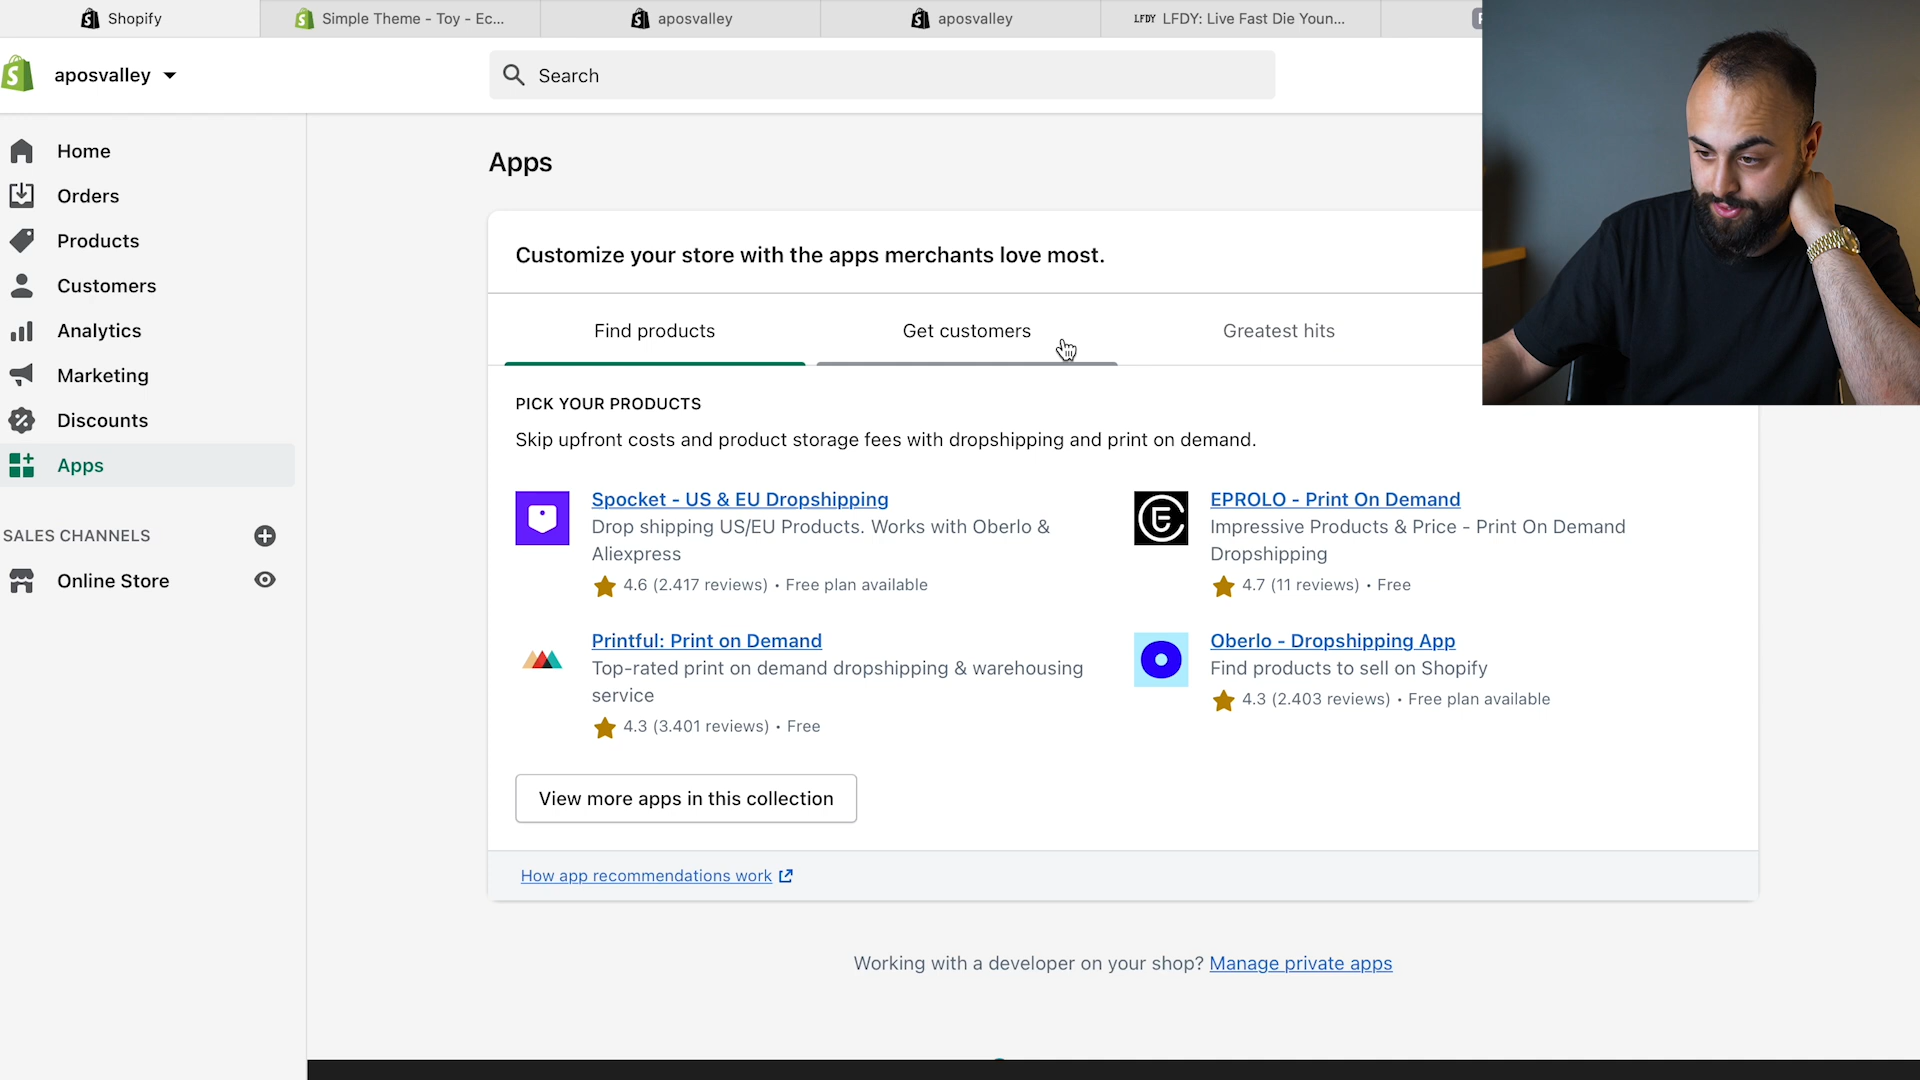 Shopify
Simple Theme - Toy - Ec...
aposvalley
aposvalley
LFDY LFDY: Live Fast Die Youn...
aposvalley
Search
Home
Orders
Products
Customers
Analytics
Marketing
Discounts
Apps
SALES CHANNELS
Online Store
Apps
Customize your store with the apps merchants love most.
Find products
Get customers
Greatest hits
PICK YOUR PRODUCTS
Skip upfront costs and product storage fees with dropshipping and print on demand.
Spocket - US & EU Dropshipping
Drop shipping US/EU Products. Works with Oberlo &
Aliexpress
4.6 (2.417 reviews) • Free plan available
EPROLO - Print On Demand
Impressive Products & Price - Print On Demand
Dropshipping
4.7 (11 reviews) • Free
Printful: Print on Demand
Top-rated print on demand dropshipping & warehousing
service
4.3 (3.401 reviews) • Free
Oberlo - Dropshipping App
Find products to sell on Shopify
4.3 (2.403 reviews) • Free plan available
View more apps in this collection
How app recommendations work
Working with a developer on your shop? Manage private apps